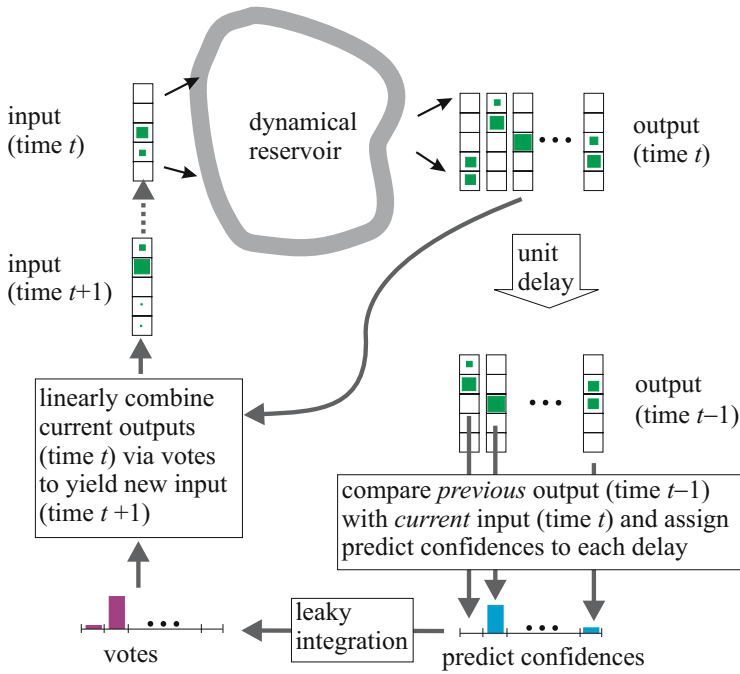 input
(time t)
dynamical
reservoir
output
(time t)
input
(time t+1)
unit
delay
output
(time t–1)
linearly combine
current outputs
(time t) via votes
to yield new input
(time t +1)
compare previous output (time t–1)
with current input (time t) and assign
predict confidences to each delay
leaky
integration
votes
predict confidences